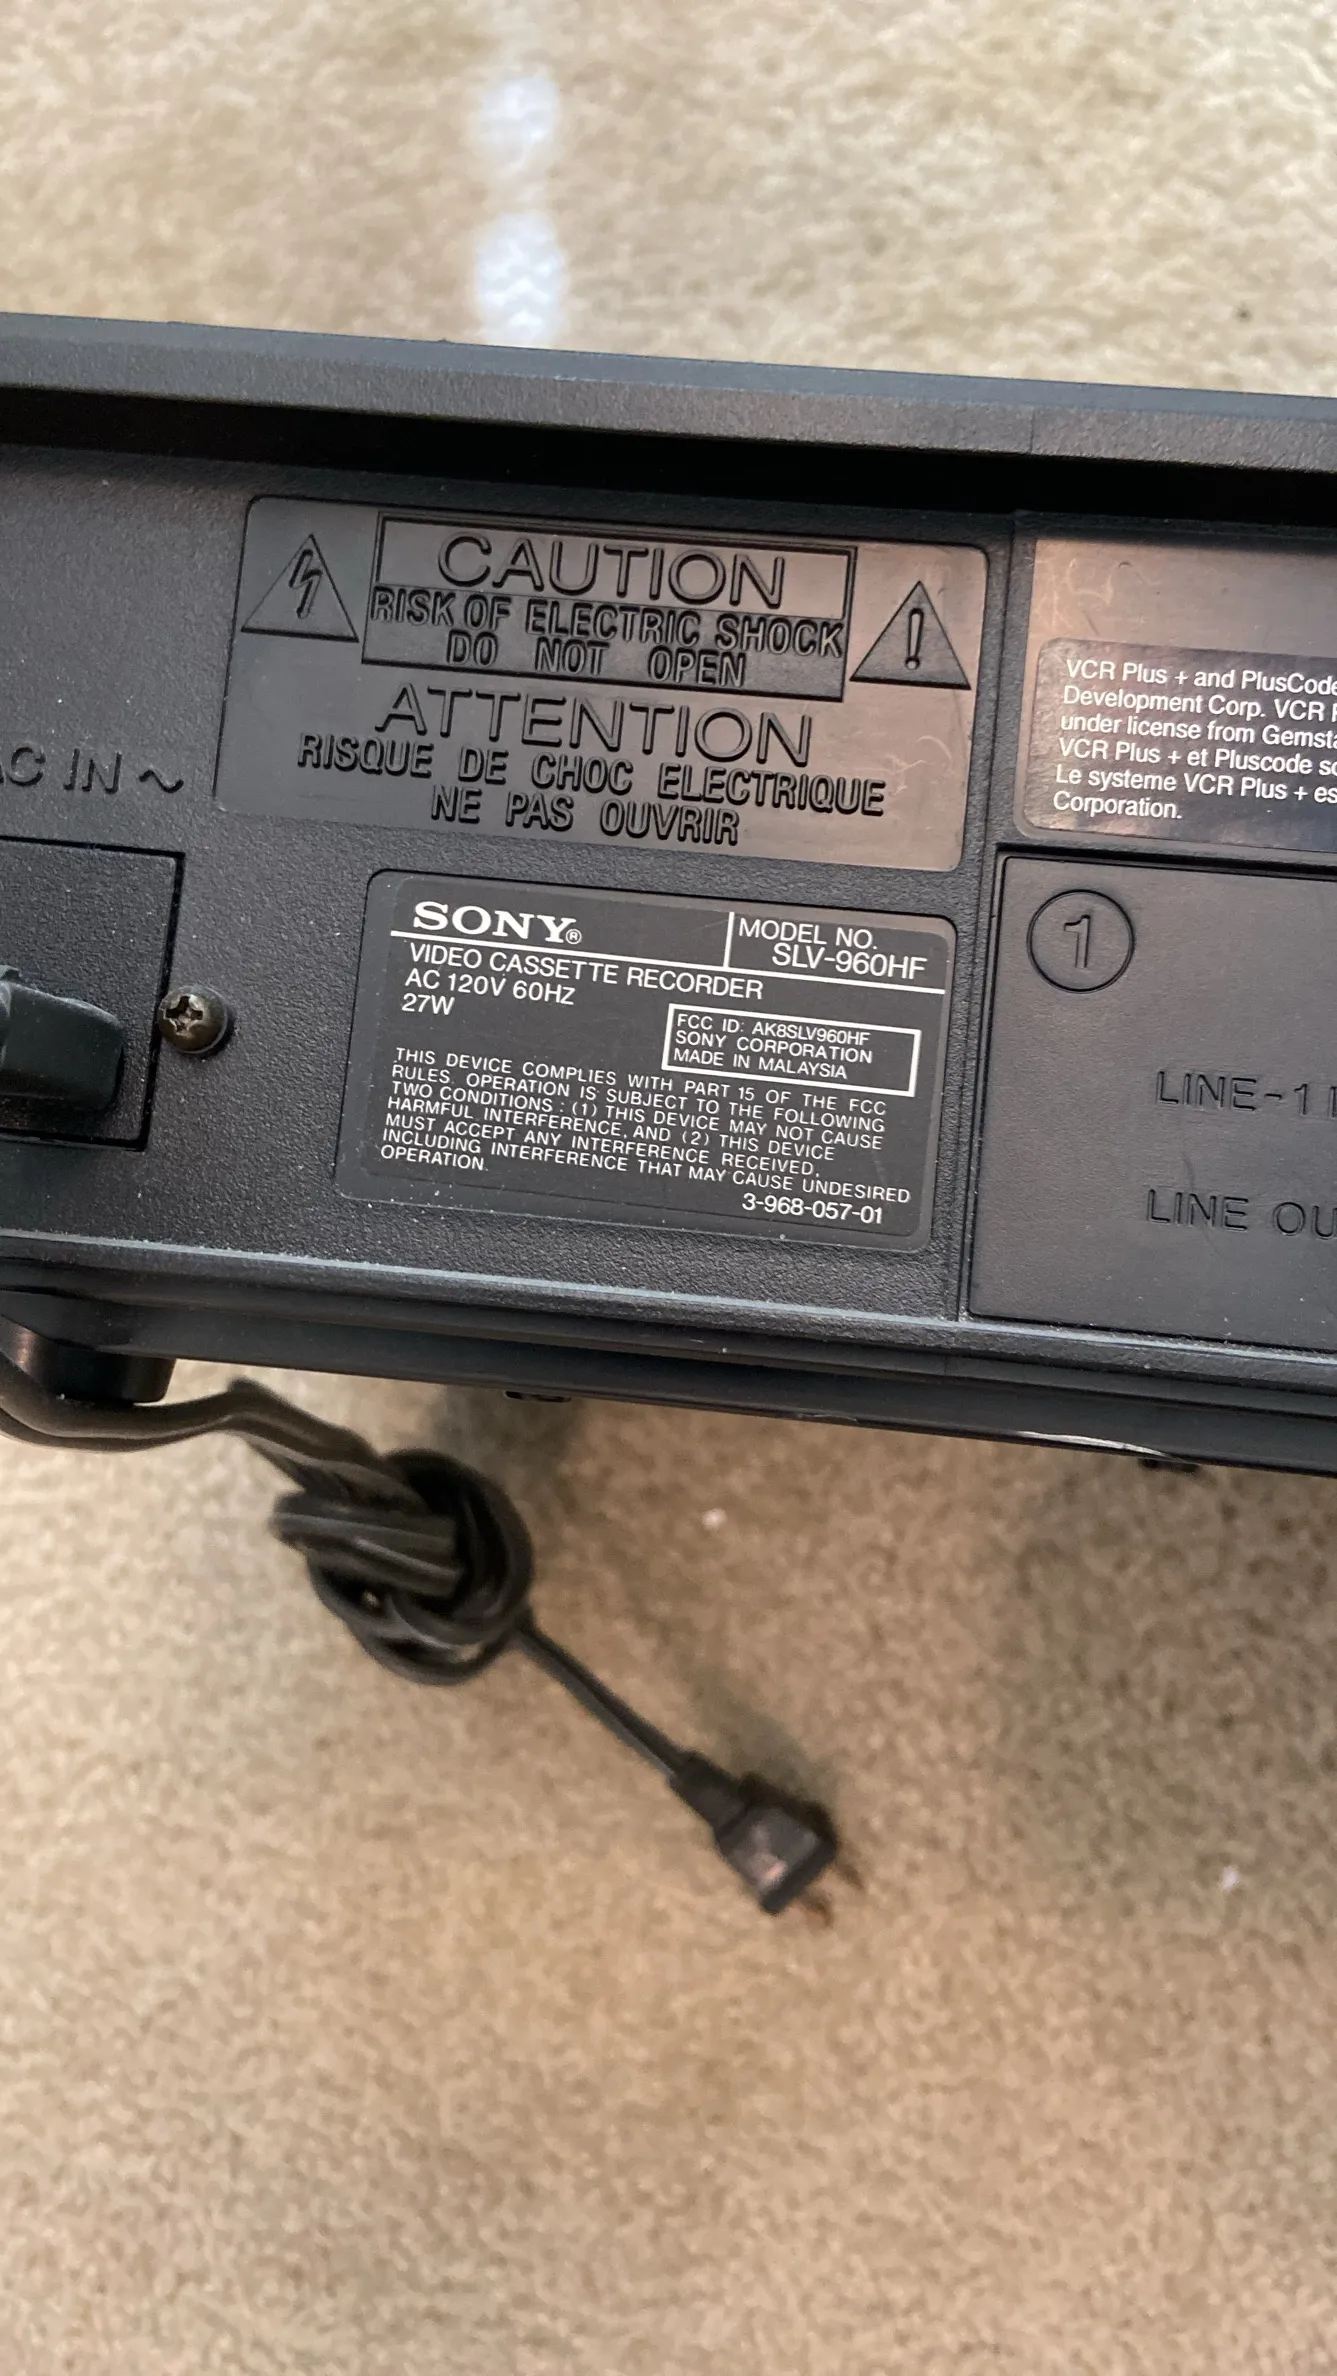 CAUTION
RISK OF ELECTRIC SHOCK
DO NOT OPEN
ATTENTION
RISQUE DE CHOC ELECTRIQUE
NE PAS OUVRIR
AC IN ~
SONY®
MODEL NO.
SLV-960HF
VIDEO CASSETTE RECORDER
AC 120V 60HZ
27W
FCC ID: AK8SLV960HF
SONY CORPORATION
MADE IN MALAYSIA
THIS DEVICE COMPLIES WITH PART 15 OF THE FCC
RULES. OPERATION IS SUBJECT TO THE FOLLOWING
TWO CONDITIONS : (1) THIS DEVICE MAY NOT CAUSE
HARMFUL INTERFERENCE, AND (2) THIS DEVICE
MUST ACCEPT ANY INTERFERENCE RECEIVED,
INCLUDING INTERFERENCE THAT MAY CAUSE UNDESIRED
OPERATION.
3-968-057-01
VCR Plus + and PlusCode
Development Corp. VCR
under license from
VCR Plus + et Pluscode
Le systeme VCR Plus +
Corporation.
1
LINE-1
LINE